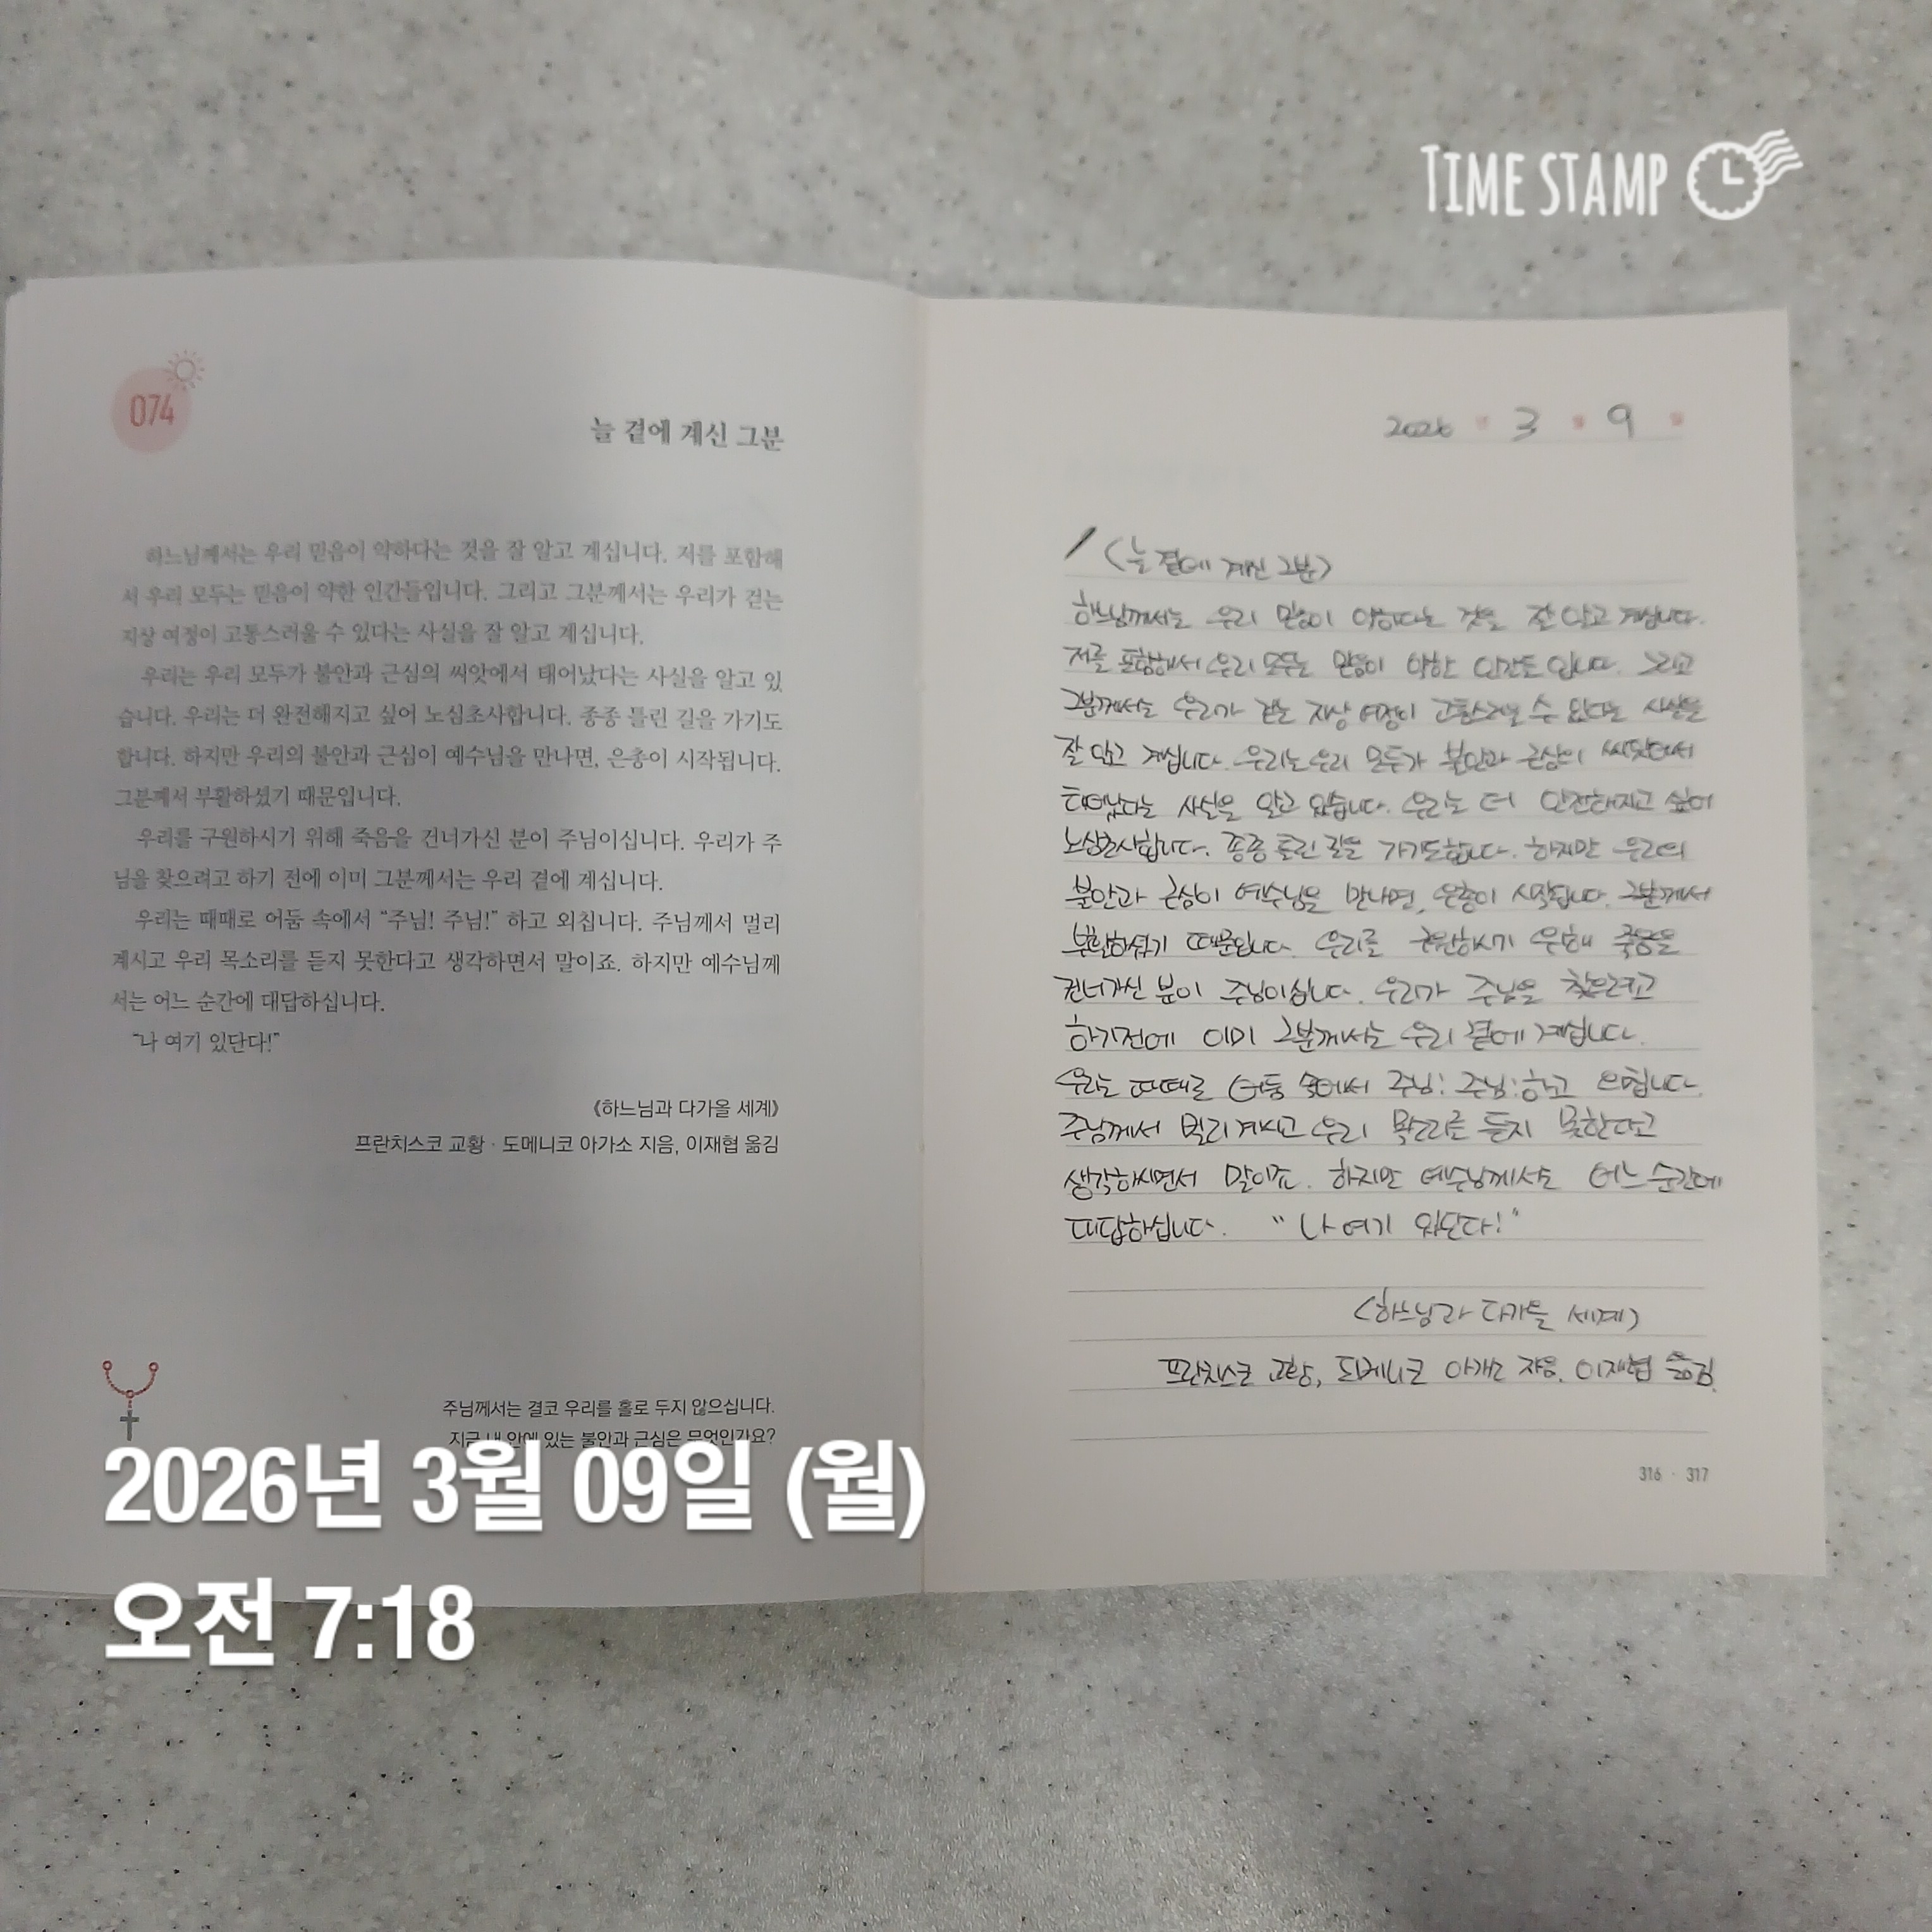 TIME STAMP
074
늘 곁에 계신 그분
하느님께서는 우리 믿음이 약하다는 것을 잘 알고 계십니다. 저를 포함해
서 우리 모두는 믿음이 약한 인간들입니다. 그리고 그분께서는 우리가 걷는
지상 여정이 고통스러울 수 있다는 사실을 잘 알고 계십니다.
우리는 우리 모두가 불안과 근심의 씨앗에서 태어났다는 사실을 알고 있
습니다. 우리는 더 완전해지고 싶어 노심초사합니다. 종종 틀린 길을 가기도
합니다. 하지만 우리의 불안과 근심이 예수님을 만나면, 은총이 시작됩니다.
그분께서 부활하셨기 때문입니다.
우리를 구원하시기 위해 죽음을 건너가신 분이 주님이십니다. 우리가 주
님을 찾으려고 하기 전에 이미 그분께서는 우리 곁에 계십니다.
우리는 때때로 어둠 속에서 “주님! 주님!” 하고 외칩니다. 주님께서 멀리
계시고 우리 목소리를 듣지 못한다고 생각하면서 말이죠. 하지만 예수님께
서는 어느 순간에 대답하십니다.
“나 여기 있단다!”
《하느님과 다가올 세계》
프란치스코 교황 · 도메니코 아가소 지음, 이재협 옮김
주님께서는 결코 우리를 홀로 두지 않으십니다.
지금 내 안에 있는 불안과 근심은 무엇인가요?
2026 3 9
<늘 곁에 계신 그분>
하느님께서는 우리 믿음이 약하다는 것을 잘 알고 계십니다.
저를 포함해서 우리 모두는 믿음이 약한 인간들입니다. 그리고
그분께서는 우리가 걷는 지상 여정이 고통스러울 수 있다는 사실을
잘 알고 계십니다. 우리는 우리 모두가 불안과 근심의 씨앗에서
태어났다는 사실을 알고 있습니다. 우리는 더 완전해지고 싶어
노심초사합니다. 종종 틀린 길을 가기도합니다. 하지만 우리의
불안과 근심이 예수님을 만나면, 은총이 시작됩니다. 그분께서
부활하셨기 때문입니다. 우리를 구원하시기 위해 죽음을
건너가신 분이 주님이십니다. 우리가 주님을 찾으려고
하기전에 이미 그분께서는 우리 곁에 계십니다.
우리는 때때로 어둠 속에서 주님! 주님!하고 외칩니다.
주님께서 멀리 계시고 우리 목소리를 듣지 못한다고
생각하시면서 말이죠. 하지만 예수님께서는 어느 순간에
대답하십니다. "나 여기 있단다!"
<하느님과 다가올 세계>
프란치스코 교황, 도메니코 아가소 지음, 이재협 옮김.
316 · 317
2026년 3월 09일 (월)
오전 7:18